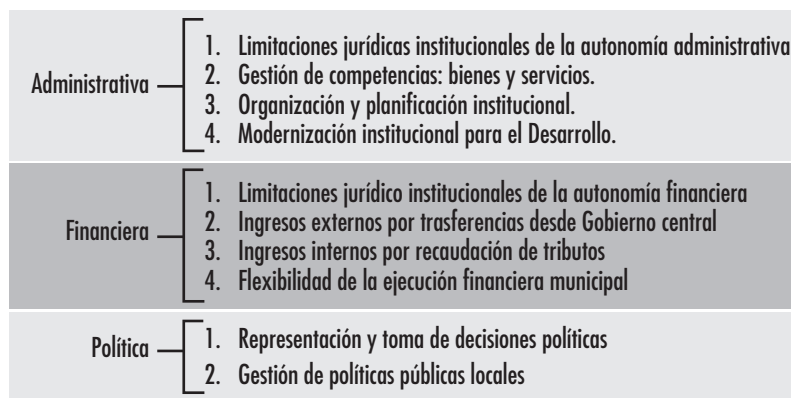 Administrativa
1. Limitaciones jurídicas institucionales de la autonomía administrativa
2. Gestión de competencias: bienes y servicios.
3. Organización y planificación institucional.
4. Modernización institucional para el Desarrollo.
Financiera
1. Limitaciones jurídico institucionales de la autonomía financiera
2. Ingresos externos por trasferencias desde Gobierno central
3. Ingresos internos por recaudación de tributos
4. Flexibilidad de la ejecución financiera municipal
Política
1. Representación y toma de decisiones políticas
2. Gestión de políticas públicas locales